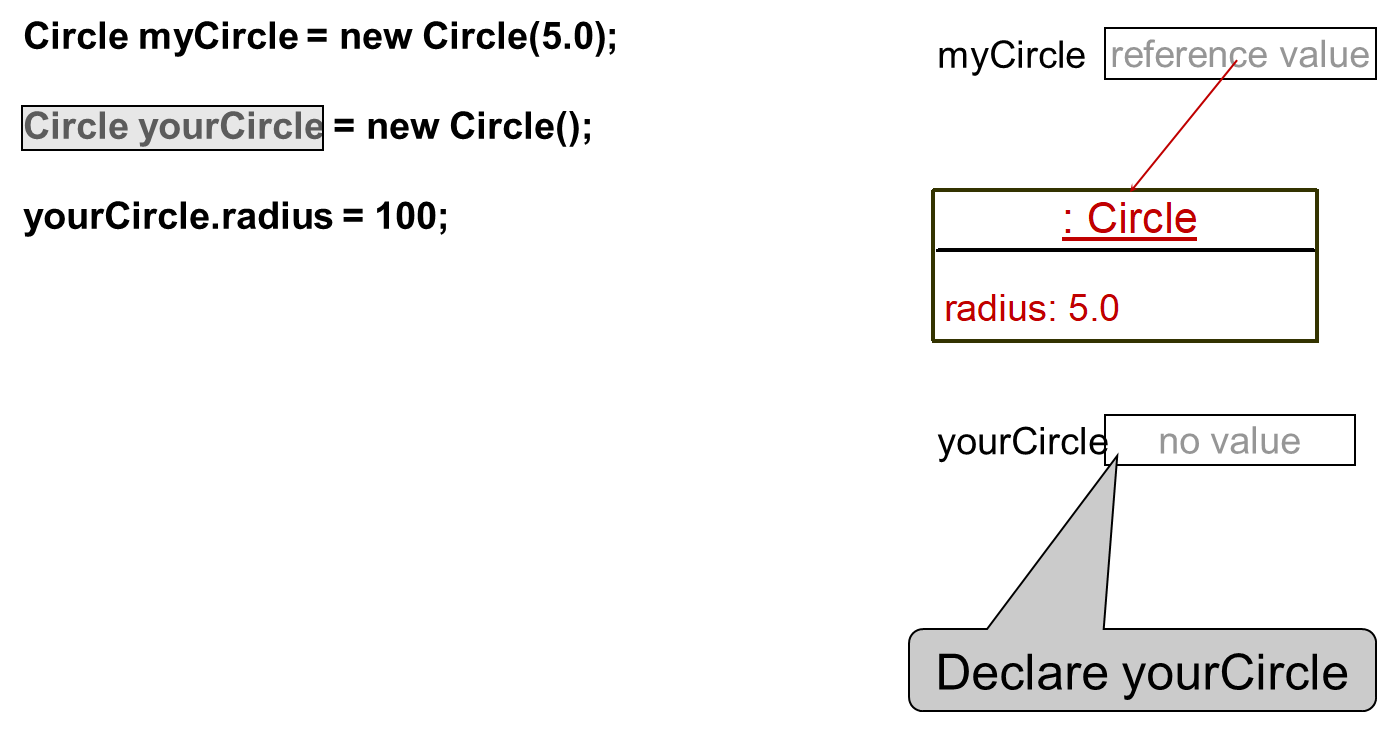 Circle myCircle = new Circle(5.0);
Circle yourCircle = new Circle();
yourCircle.radius = 100;
myCircle reference value
: Circle
radius: 5.0
yourCircle no value
Declare yourCircle